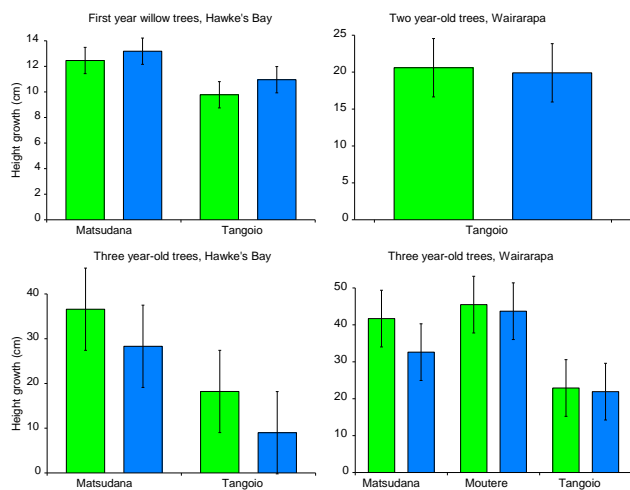 First year willow trees, Hawke's Bay
Height growth (cm)
14
12
10
8
6
4
2
0
Matsudana
Tangoio
Two year-old trees, Wairarapa
25
20
15
10
5
0
Tangoio
Three year-old trees, Hawke's Bay
Height growth (cm)
40
30
20
10
0
Matsudana
Tangoio
Three year-old trees, Wairarapa
50
40
30
20
10
0
Matsudana
Moutere
Tangoio